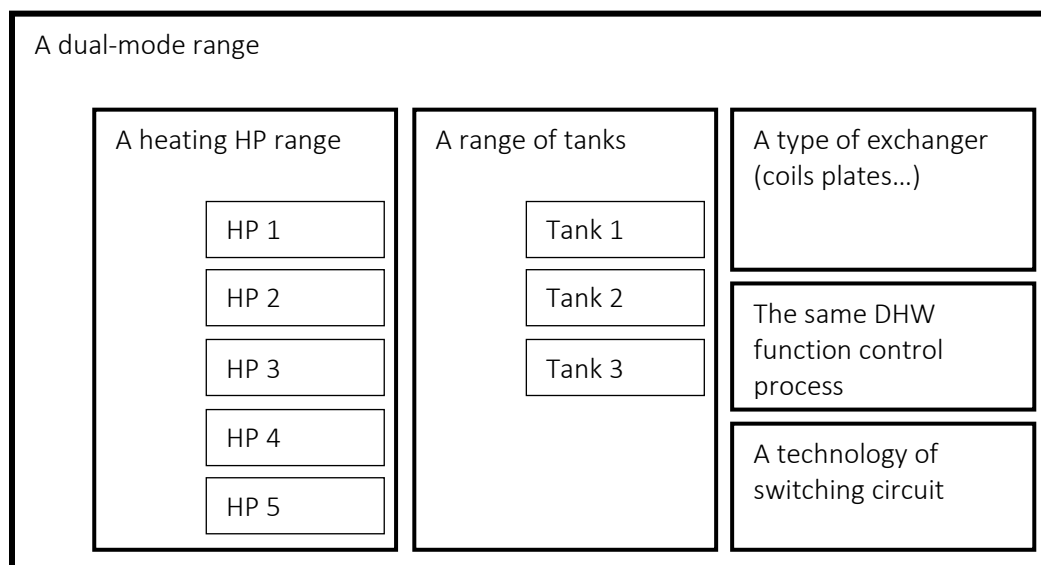 A dual-mode range
A heating HP range
HP 1
HP 2
HP 3
HP 4
HP 5
A range of tanks
Tank 1
Tank 2
Tank 3
A type of exchanger
(coils plates...)
The same DHW
function control
process
A technology of
switching circuit